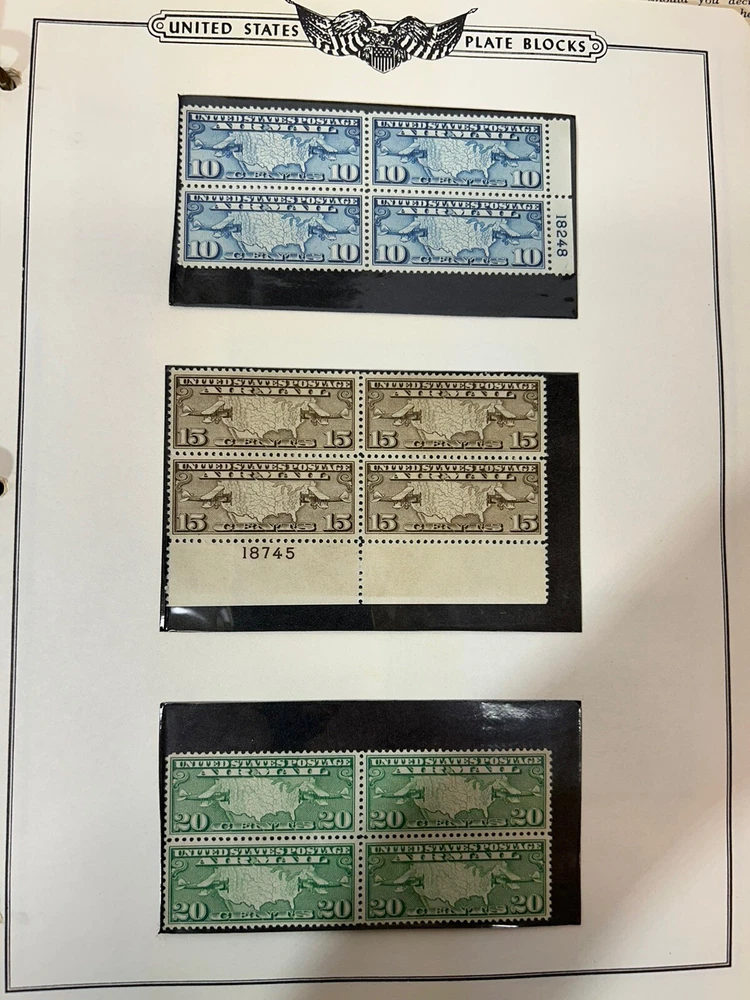 should you dec
UNITED STATES PLATE BLOCKS
UNITED STATES POSTAGE UNITED STATES POSTAGE
AIR MAIL AIR MAIL
10 CENTS 10 10 CENTS 10
UNITED STATES POSTAGE UNITED STATES POSTAGE
AIR MAIL AIR MAIL
10 CENTS 10 10 CENTS 10
18248
UNITED STATES POSTAGE UNITED STATES POSTAGE
AIR MAIL AIR MAIL
15 CENTS 15 15 CENTS 15
UNITED STATES POSTAGE UNITED STATES POSTAGE
AIR MAIL AIR MAIL
15 CENTS 15 15 CENTS 15
18745
UNITED STATES POSTAGE UNITED STATES POSTAGE
AIR MAIL AIR MAIL
20 CENTS 20 20 CENTS 20
UNITED STATES POSTAGE UNITED STATES POSTAGE
AIR MAIL AIR MAIL
20 CENTS 20 20 CENTS 20